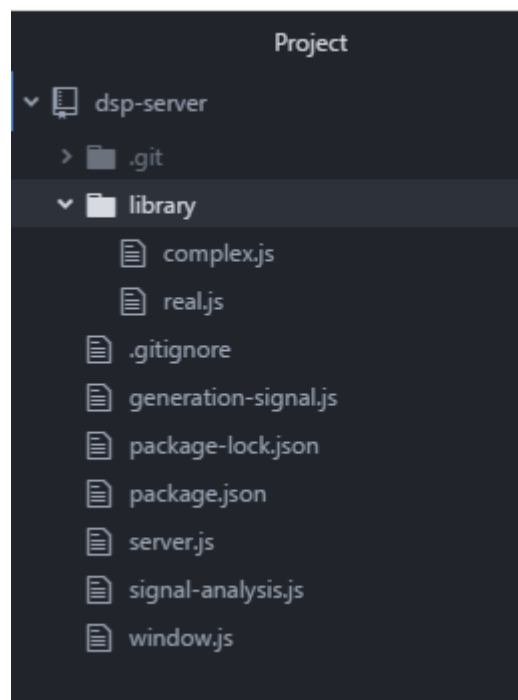 Project
dsp-server
.git
library
complex.js
real.js
.gitignore
generation-signal.js
package-lock.json
package.json
server.js
signal-analysis.js
window.js